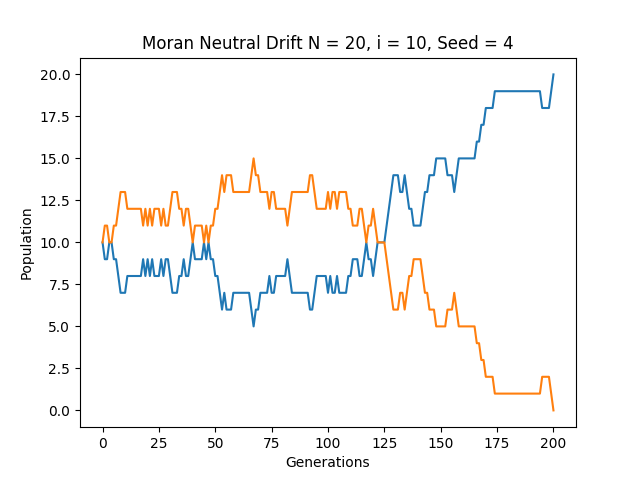 Moran Neutral Drift N = 20, i = 10, Seed = 4
20.0
17.5
15.0
12.5
10.0
7.5
5.0
2.5
0.0
Population
0 25 50 75 100 125 150 175 200
Generations